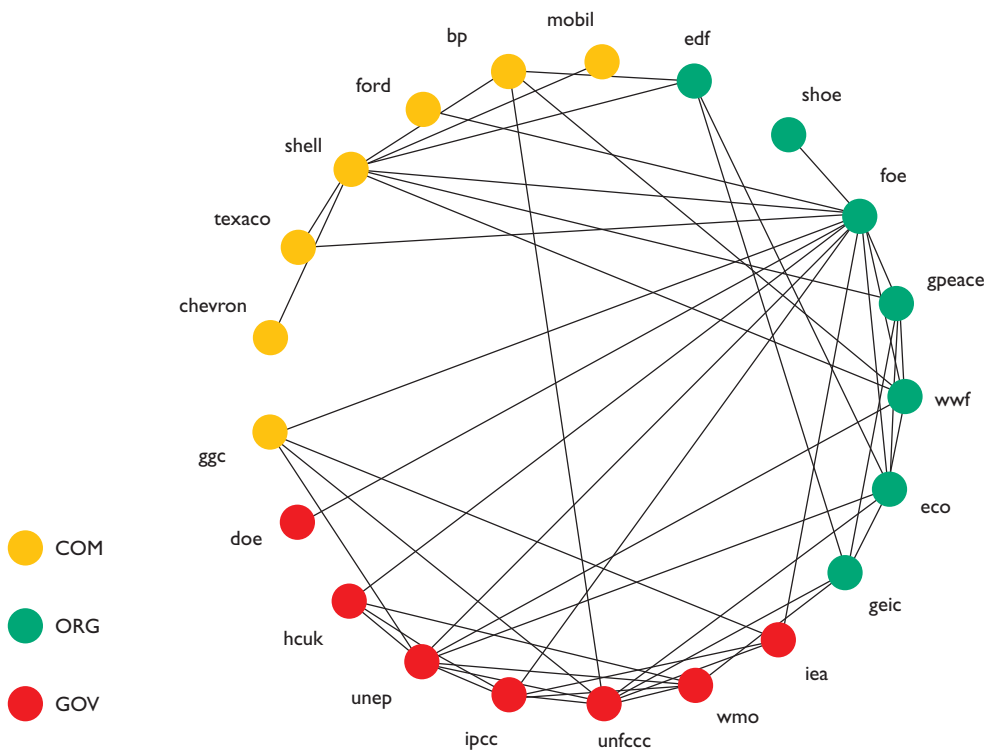 mobil
bp
edf
ford
shoe
shell
foe
texaco
gpeace
chevron
wwf
ggc
eco
doe
COM
geic
ORG
hcuk
iea
unep
GOV
wmo
ipcc
unfccc